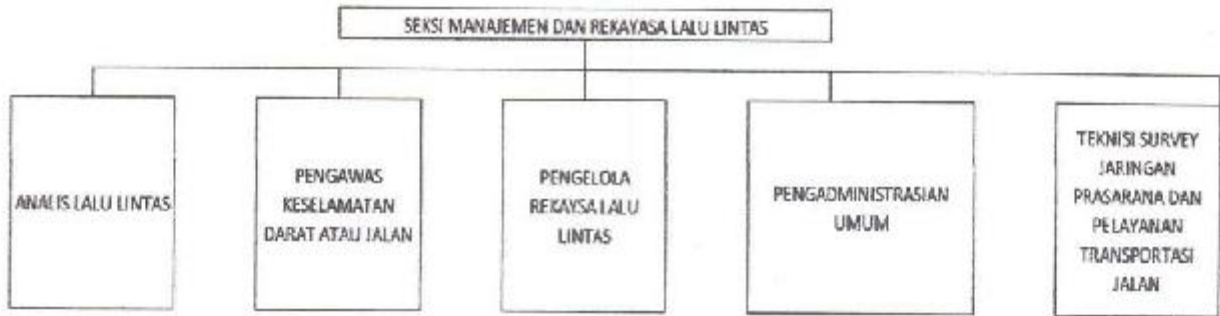 SEKSI MANAJEMEN DAN REKAYASA LALU LINTAS
ANALIS LALU LINTAS
PENGAWAS
KESELAMATAN
DARAT ATAU JALAN
PENGELOLA
REKAYSA LALU
LINTAS
PENGADMINISTRASIAN
UMUM
TEKNISI SURVEY
JARINGAN
PRASARANA DAN
PELAYANAN
TRANSPORTASI
JALAN